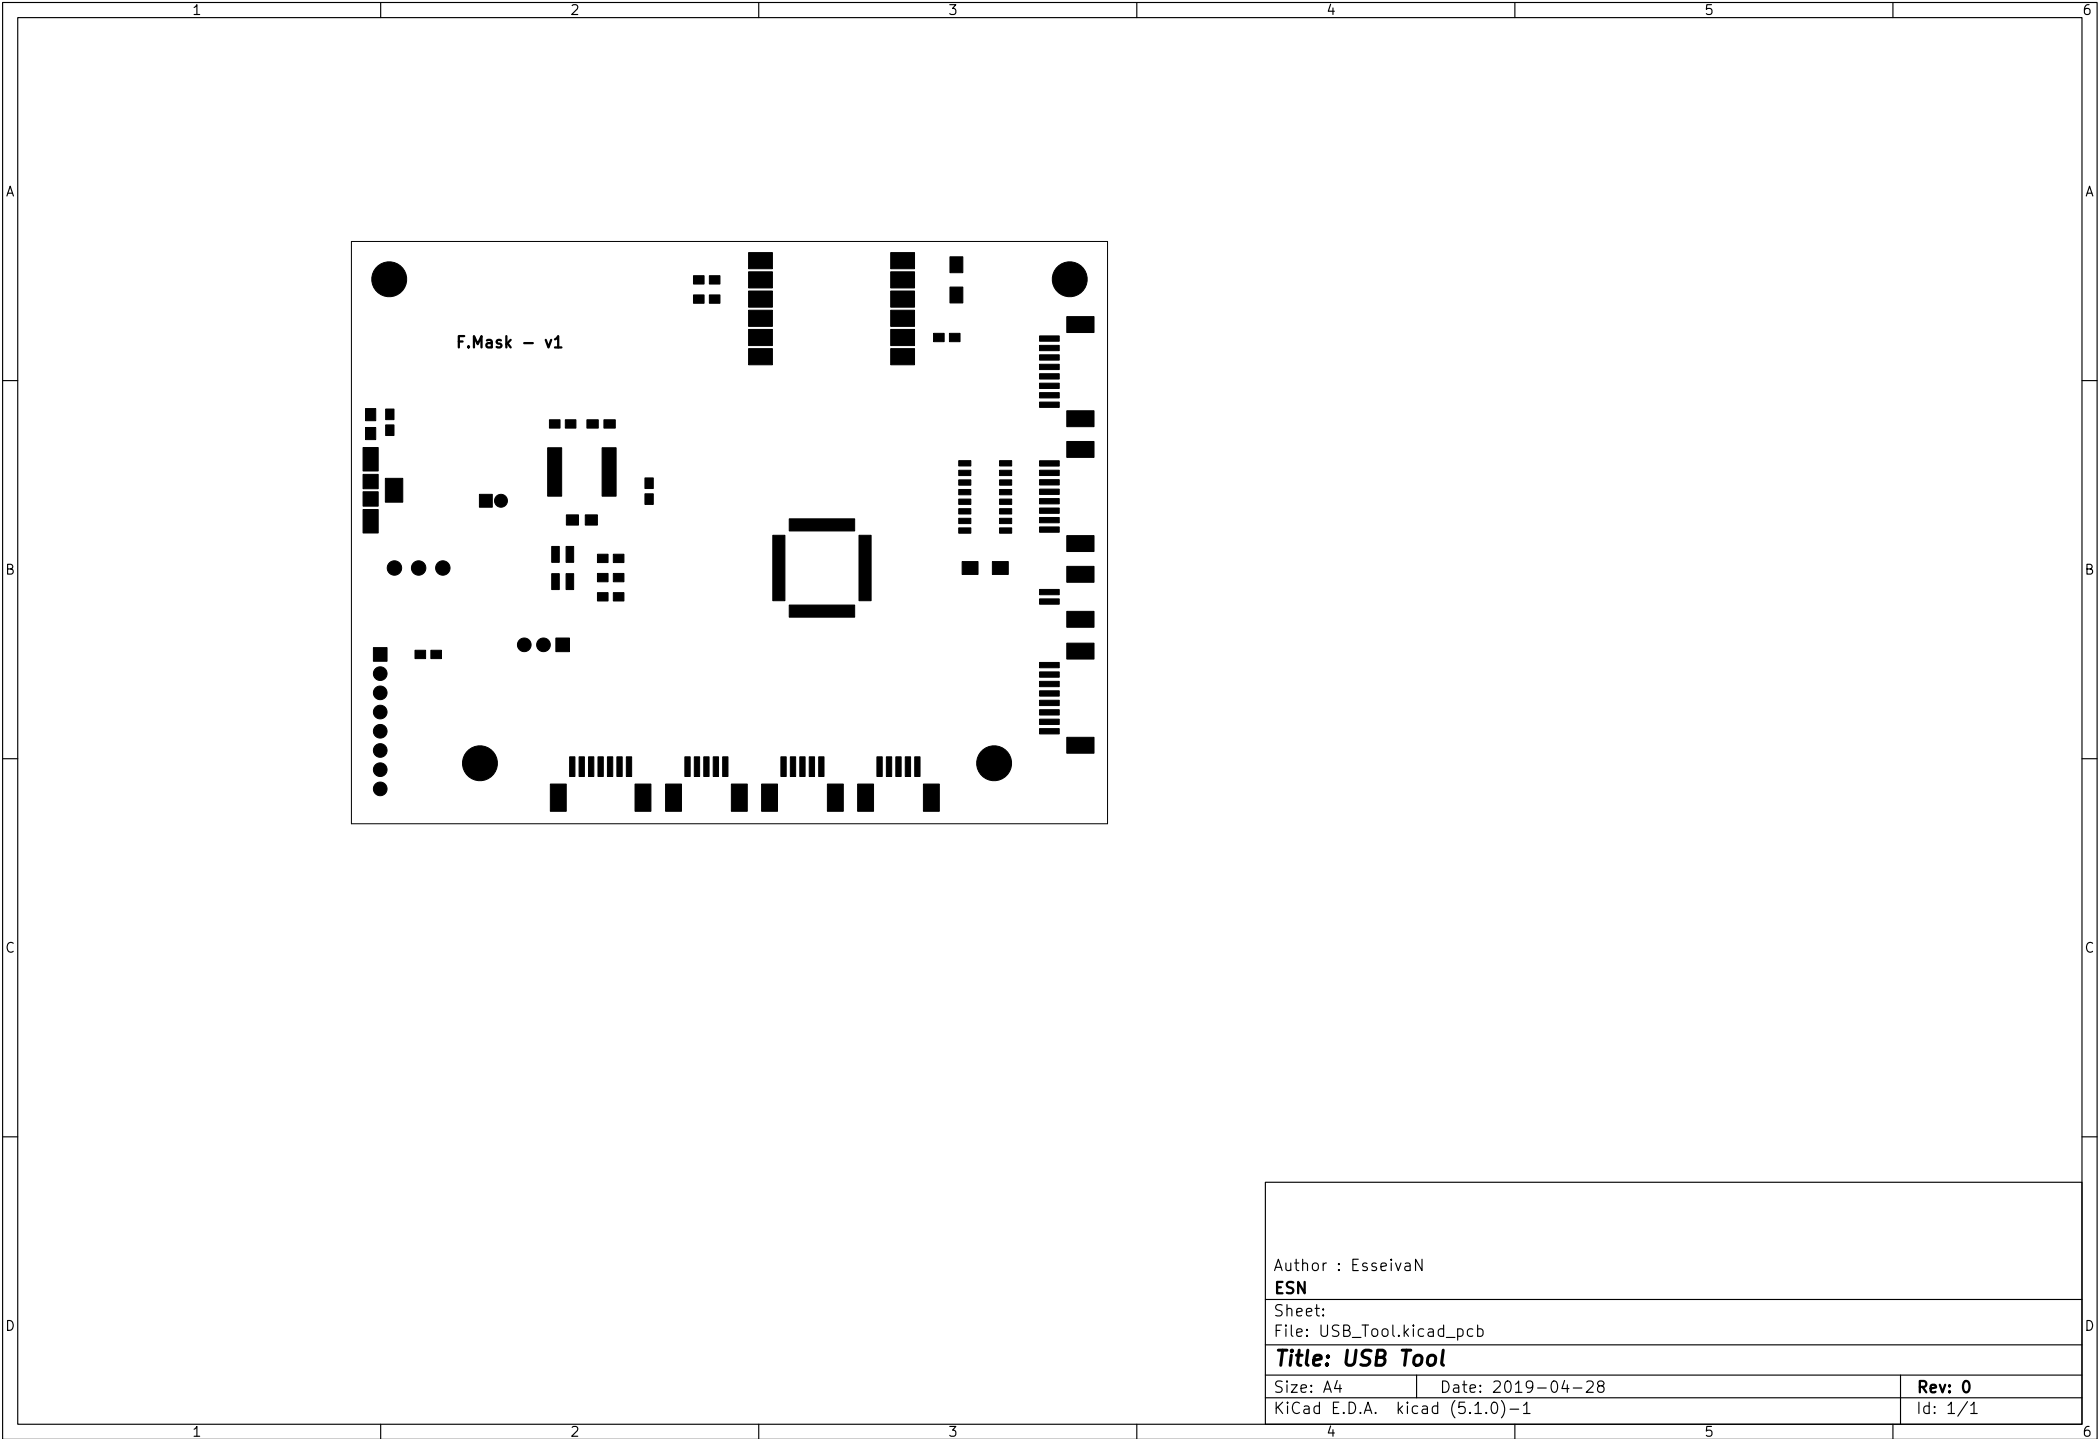 1 2 3 4 5 6
A A
F.Mask - v1
B B
C C
Author : EsseivaN
ESN
Sheet:
D D
File: USB_Tool.kicad_pcb
Title: USB Tool
Size: A4 Date: 2019-04-28 Rev: 0
KiCad E.D.A. kicad (5.1.0)-1 Id: 1/1
1 2 3 4 5 6